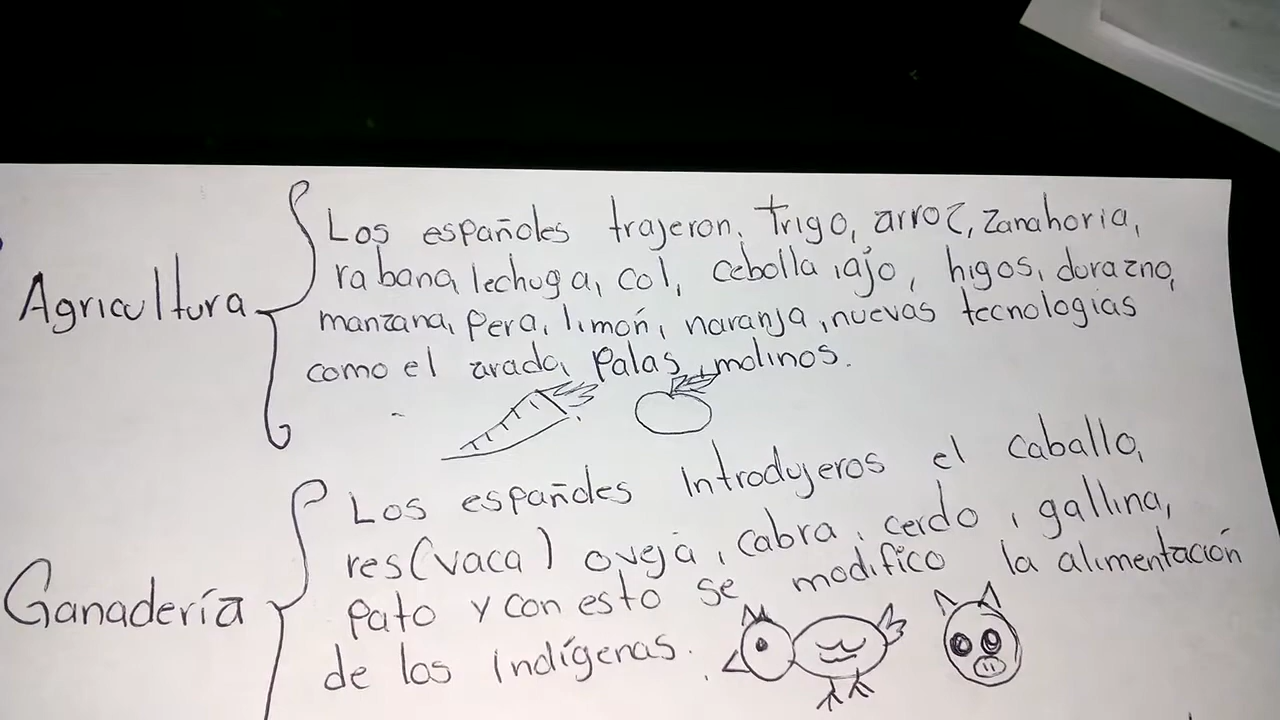 Agricultura
Los españoles trajeron, trigo, arroz, zanahoria,
rabano, lechuga, col, cebolla, ajo, higos, durazno,
manzana, pera, limón, naranja, nuevas tecnologías
como el arado, palas, molinos.
Ganadería
Los españoles introdujeros el caballo,
res(vaca) oveja, cabra, cerdo, gallina,
pato y con esto se modifico la alimentación
de los indígenas.